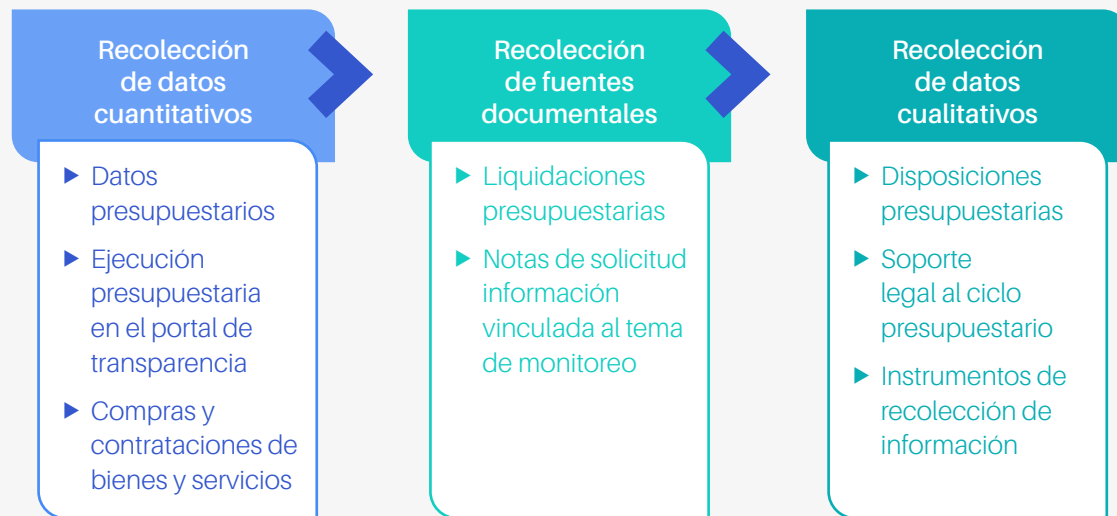 Recolección
de datos
cuantitativos
Datos
presupuestarios
Ejecución
presupuestaria
en el portal de
transparencia
Compras y
contrataciones de
bienes y servicios
Recolección
de fuentes
documentales
Liquidaciones
presupuestarias
Notas de solicitud
información
vinculada al tema
de monitoreo
Recolección
de datos
cualitativos
Disposiciones
presupuestarias
Soporte
legal al ciclo
presupuestario
Instrumentos de
recolección de
información